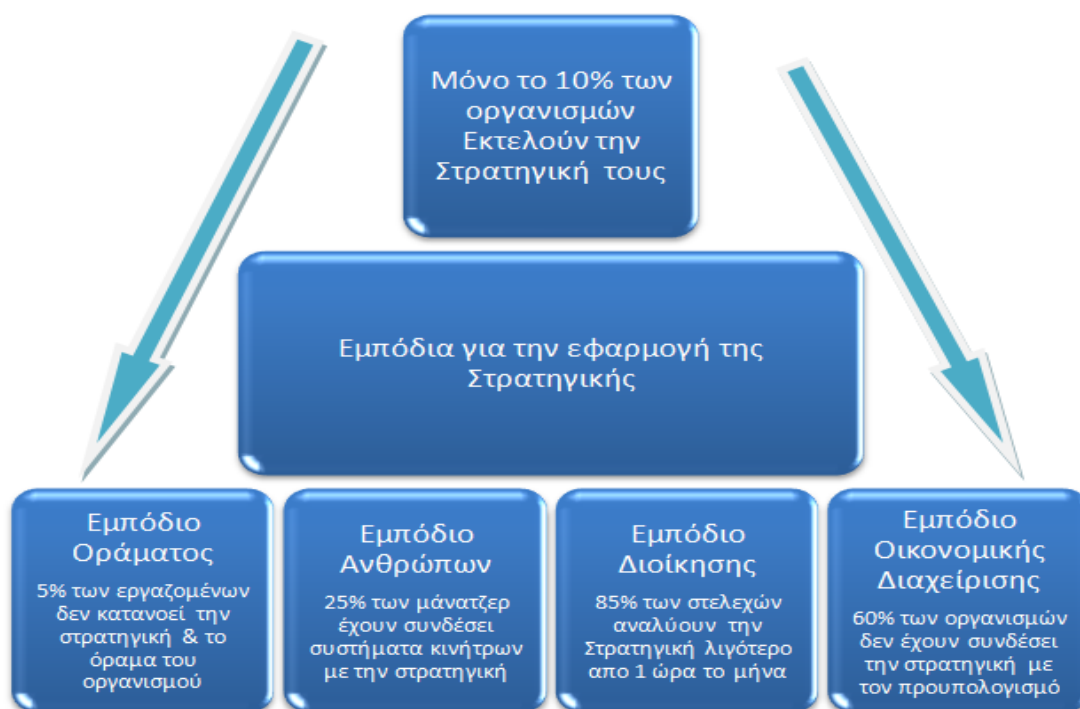 Μόνο το 10% των
οργανισμών
Εκτελούν την
Στρατηγική τους
Εμπόδια για την εφαρμογή της
Στρατηγικής
Εμπόδιο
Οράματος
5% των εργαζομένων
δεν κατανοεί την
στρατηγική & το
όραμα του
οργανισμού
Εμπόδιο
Ανθρώπων
25% των μάνατζερ
έχουν συνδέσει
συστήματα κινήτρων
με την στρατηγική
Εμπόδιο
Διοίκησης
85% των στελεχών
αναλύουν την
Στρατηγική λιγότερο
απο 1 ώρα το μήνα
Εμπόδιο
Οικονομικής
Διαχείρισης
60% των οργανισμών
δεν έχουν συνδέσει
την στρατηγική με
τον προυπολογισμό